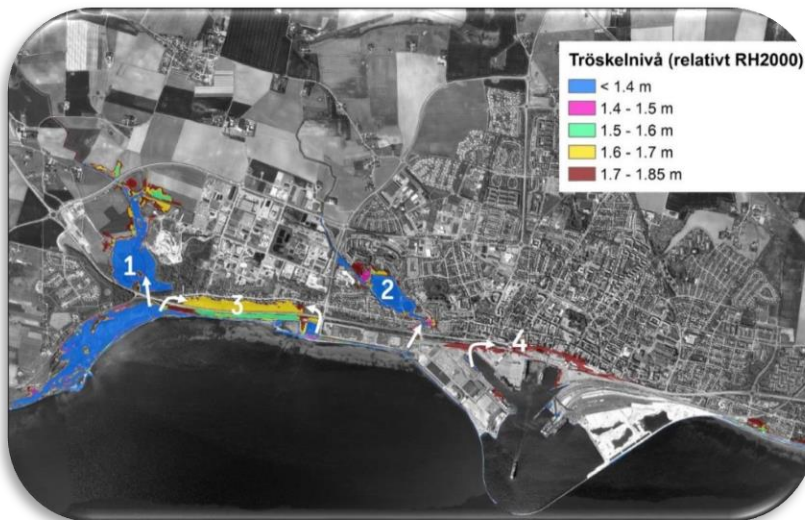 Tröskelnivå (relativt RH2000)
< 1.4 m
1.4 - 1.5 m
1.5 - 1.6 m
1.6 - 1.7 m
1.7 - 1.85 m
1
2
3
4